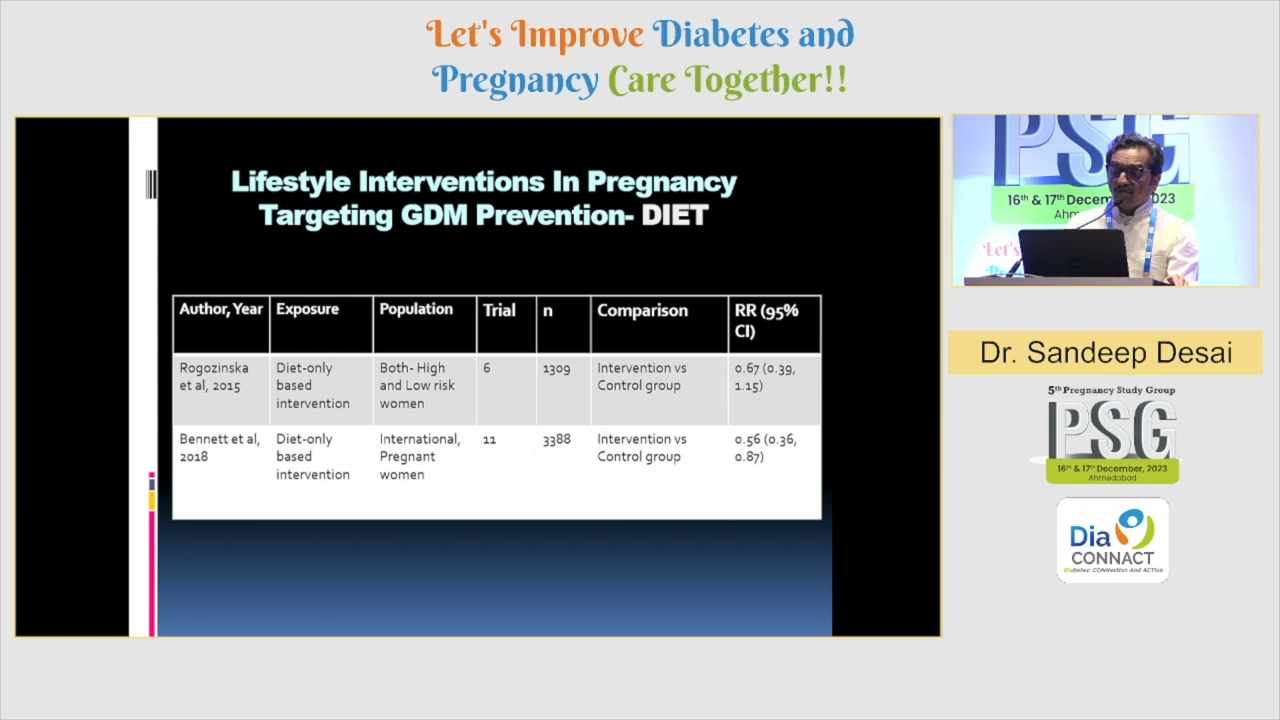 Let's Improve Diabetes and
Pregnancy Care Together!!
Lifestyle Interventions In Pregnancy
Targeting GDM Prevention- DIET
Author, Year Exposure Population Trial n Comparison RR (95% CI)
Rogozinska et al, 2015 Diet-only based intervention Both- High and Low risk women 6 1309 Intervention vs Control group 0.67 (0.39, 1.15)
Bennett et al, 2018 Diet-only based intervention International, Pregnant women 11 3388 Intervention vs Control group 0.56 (0.36, 0.87)
PSG
16th & 17th December, 2023
Let's
Dr. Sandeep Desai
5th Pregnancy Study Group
PSG
16th & 17th December, 2023
Ahmedabad
Dia
CONNACT
Diabetes: CONNection And ACTion